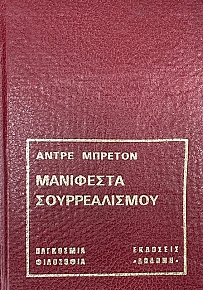 ΑΝΤΡΕ ΜΠΡΕΤΟΝ
ΜΑΝΙΦΕΣΤΑ
ΣΟΥΡΡΕΑΛΙΣΜΟΥ
ΠΑΓΚΟΣΜΙΑ ΕΚΔΟΣΕΙΣ
ΦΙΛΟΣΟΦΙΑ «ΔΩΔΩΝΗ»